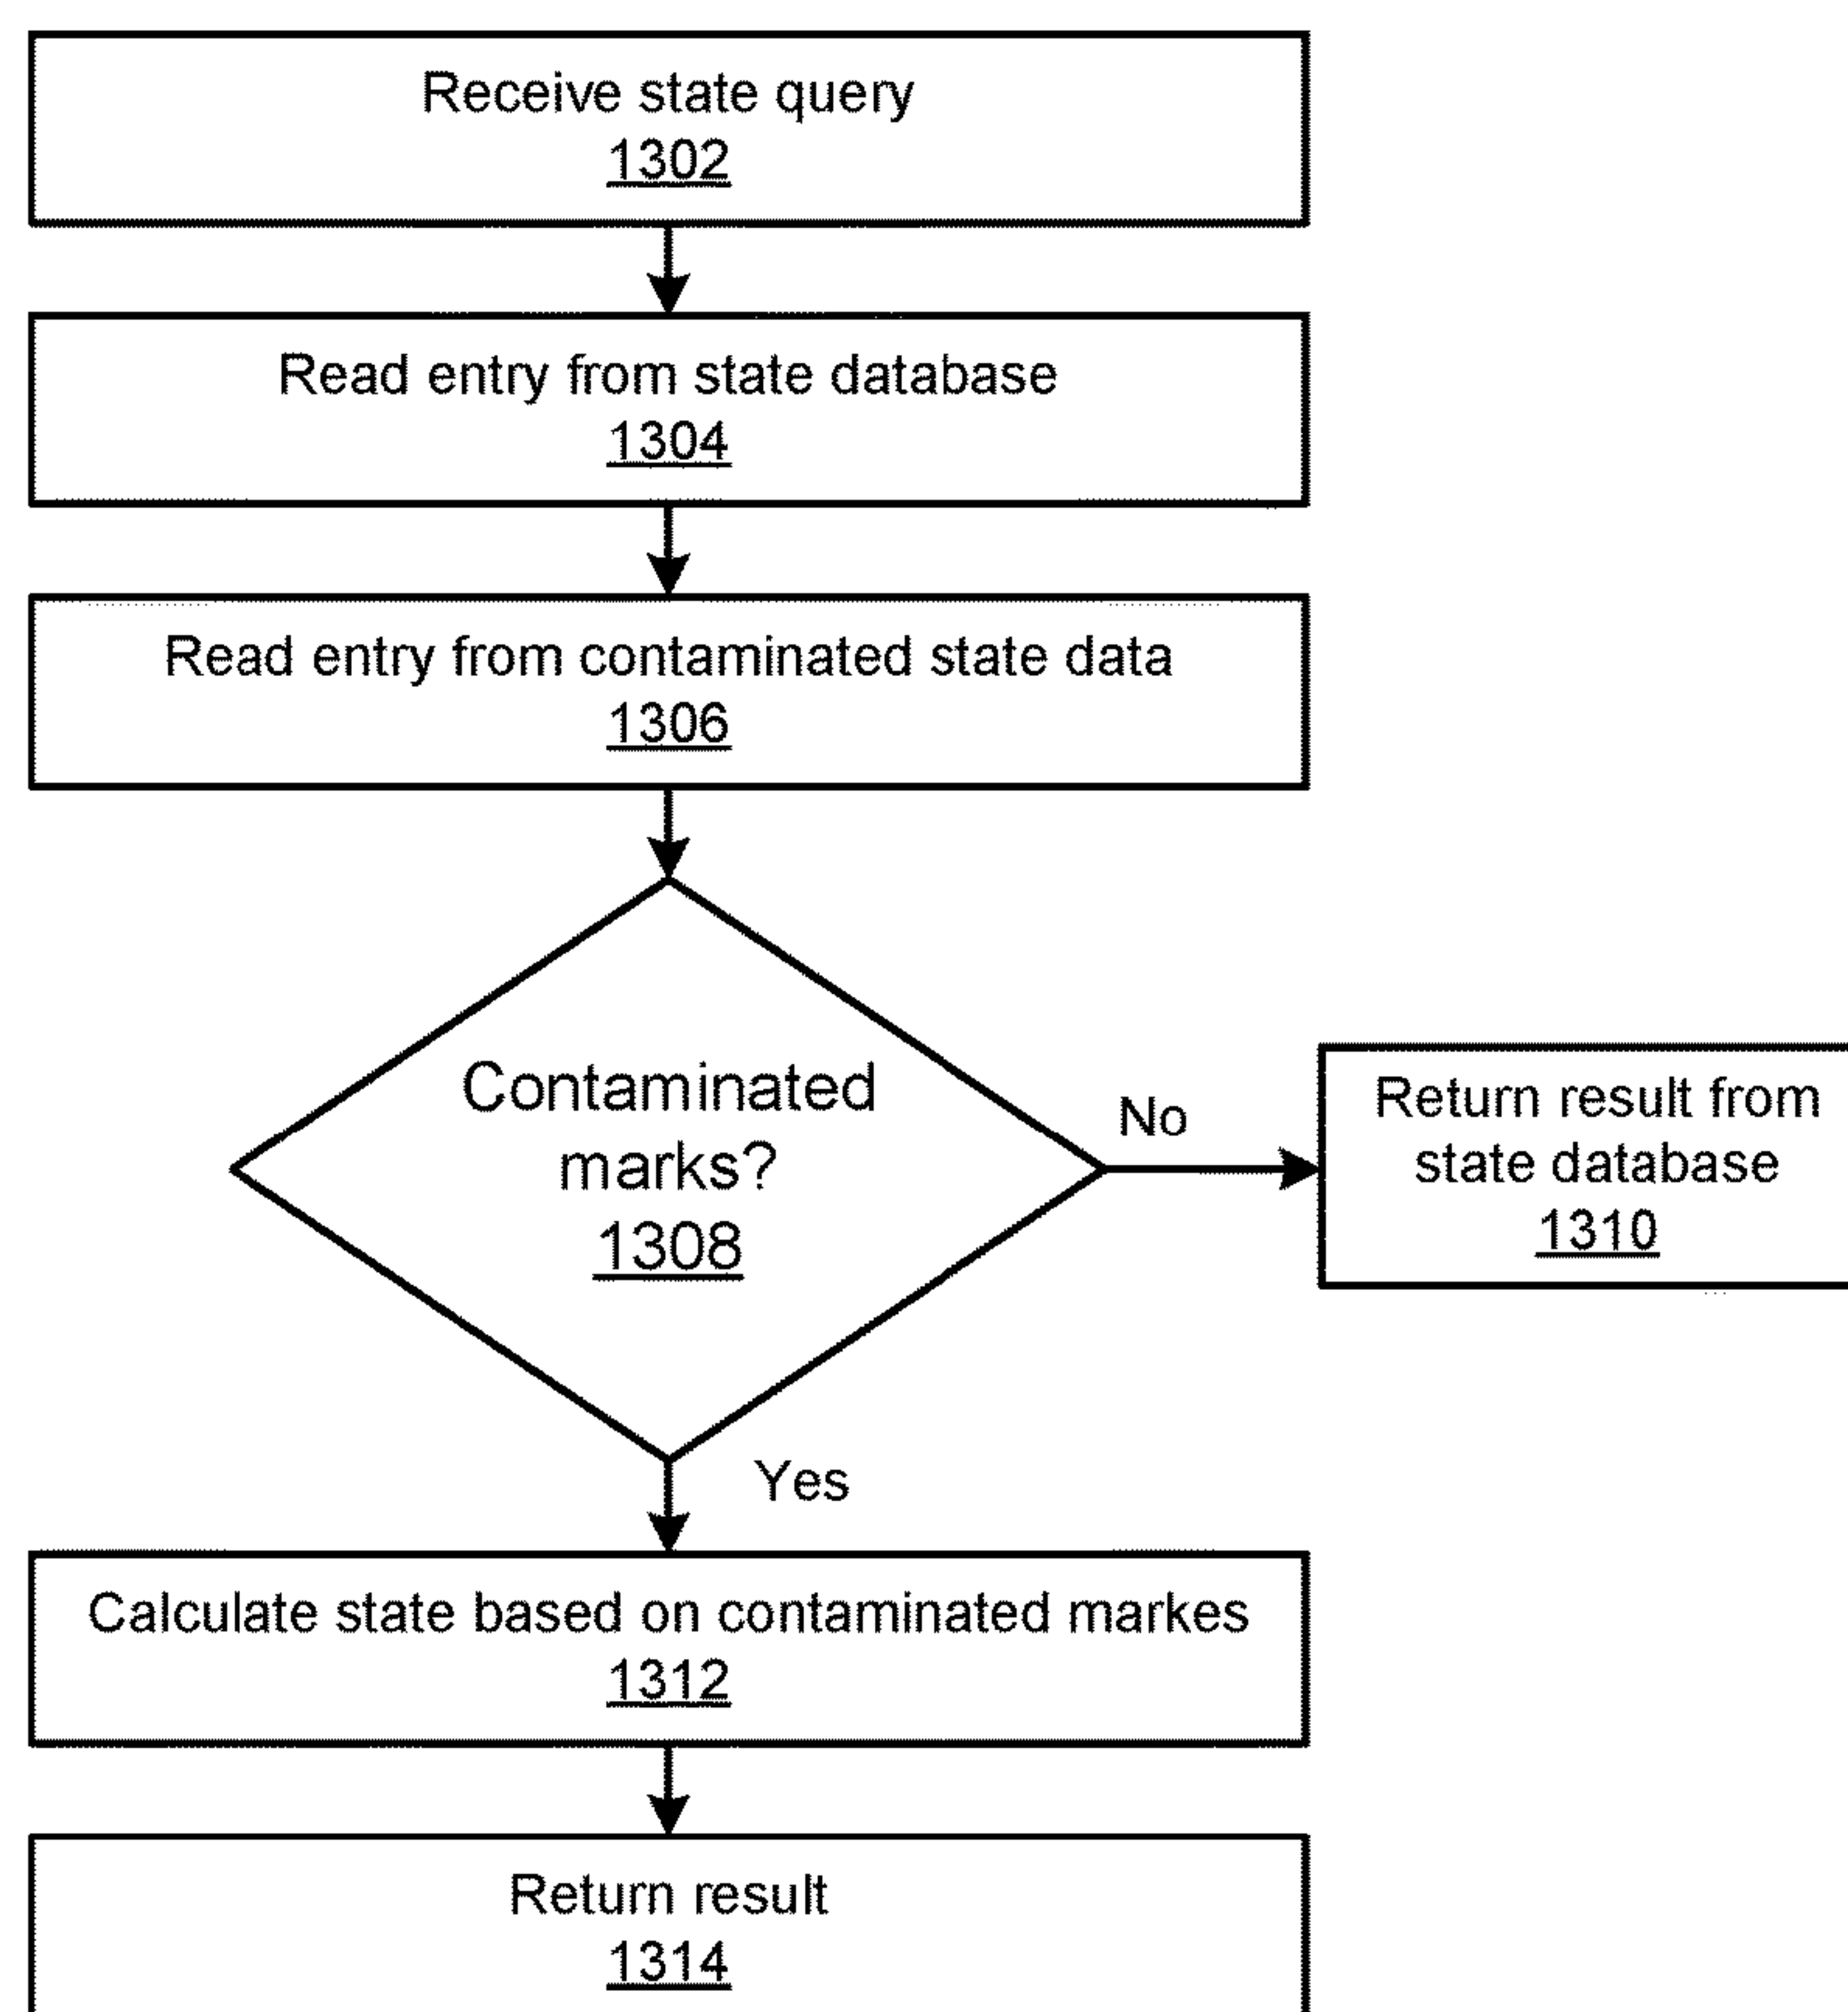 Receive state query
1302
Read entry from state database
1304
Read entry from contaminated state data
1306
Contaminated
marks?
1308
No
Return result from
state database
1310
Yes
Calculate state based on contaminated markes
1312
Return result
1314